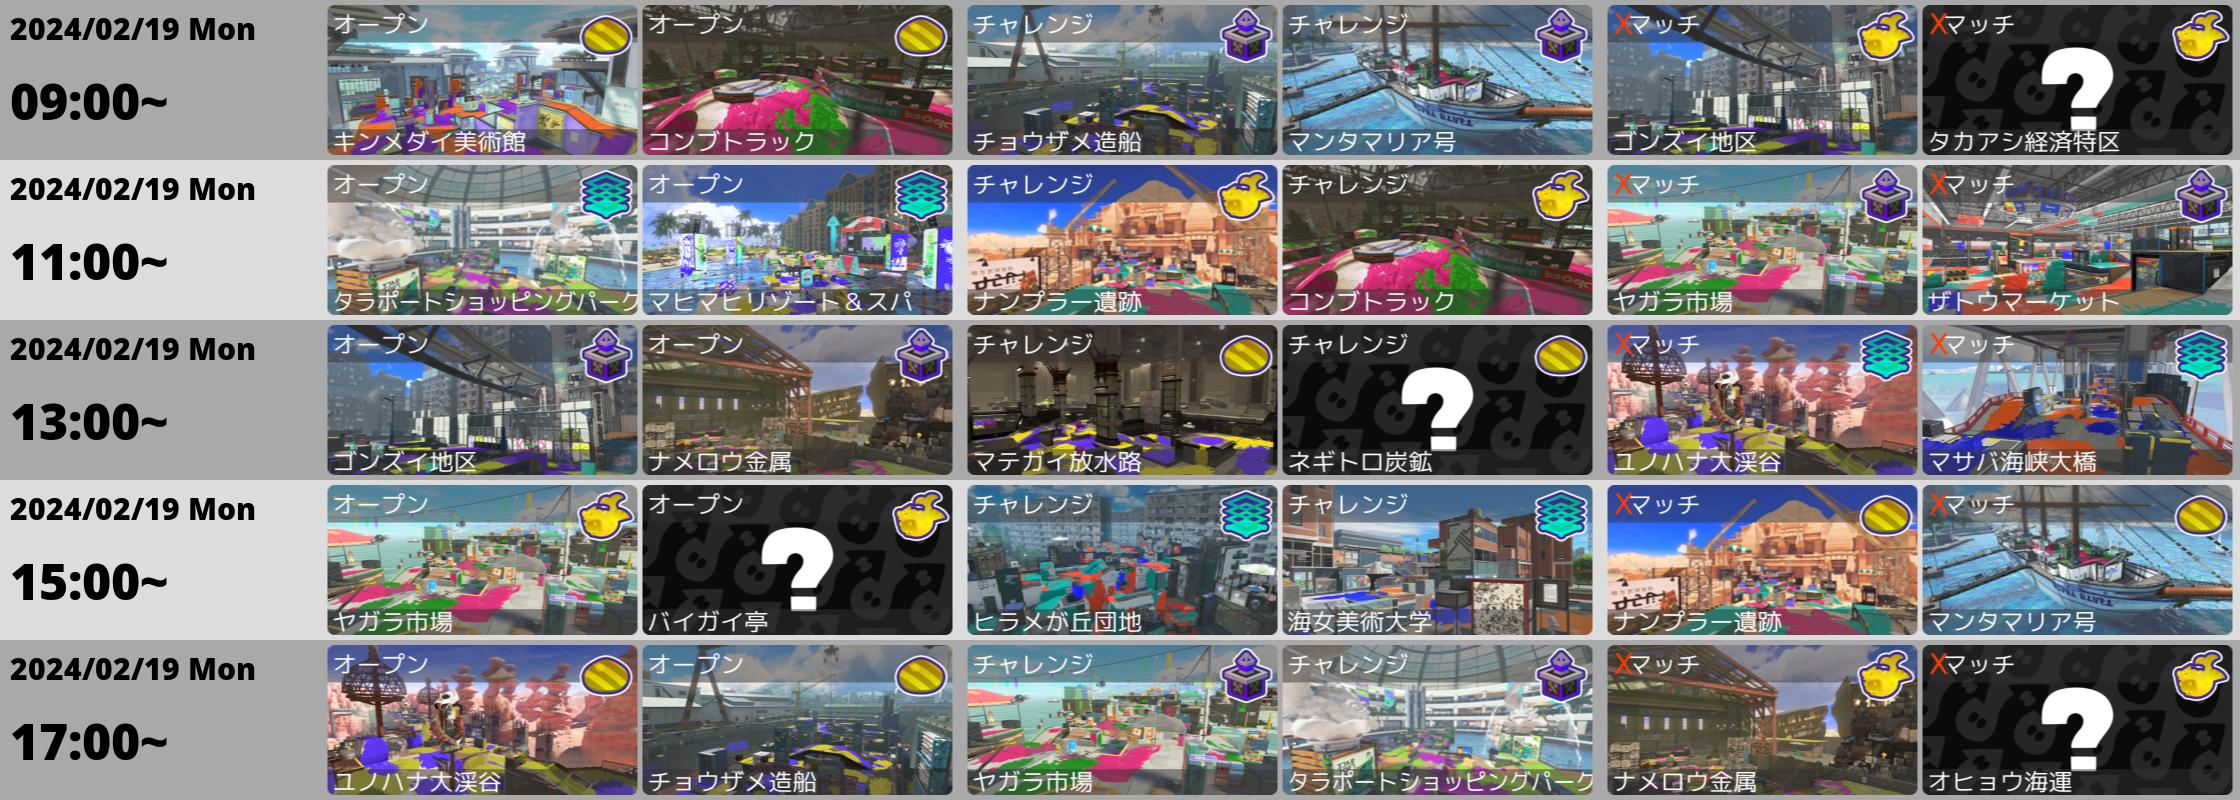 2024/02/19 Mon
09:00~
オープン
キンメダイ美術館
オープン
コンブトラック
チャレンジ
チョウザメ造船
チャレンジ
マンタマリア号
Xマッチ
ゴンズイ地区
Xマッチ
?
タカアシ経済特区
2024/02/19 Mon
11:00~
オープン
タラポートショッピングパーク
オープン
マヒマヒリゾート&スパ
チャレンジ
ナンプラー遺跡
チャレンジ
コンブトラック
Xマッチ
ヤガラ市場
Xマッチ
ザトウマーケット
2024/02/19 Mon
13:00~
オープン
ゴンズイ地区
オープン
ナメロウ金属
チャレンジ
マテガイ放水路
チャレンジ
?
ネギトロ炭鉱
Xマッチ
ユノハナ大渓谷
Xマッチ
マサバ海峡大橋
2024/02/19 Mon
15:00~
オープン
ヤガラ市場
オープン
?
バイガイ亭
チャレンジ
ヒラメが丘団地
チャレンジ
海女美術大学
Xマッチ
ナンプラー遺跡
Xマッチ
マンタマリア号
2024/02/19 Mon
17:00~
オープン
ユノハナ大渓谷
オープン
チョウザメ造船
チャレンジ
ヤガラ市場
チャレンジ
タラポートショッピングパーク
Xマッチ
ナメロウ金属
Xマッチ
?
オヒョウ海運